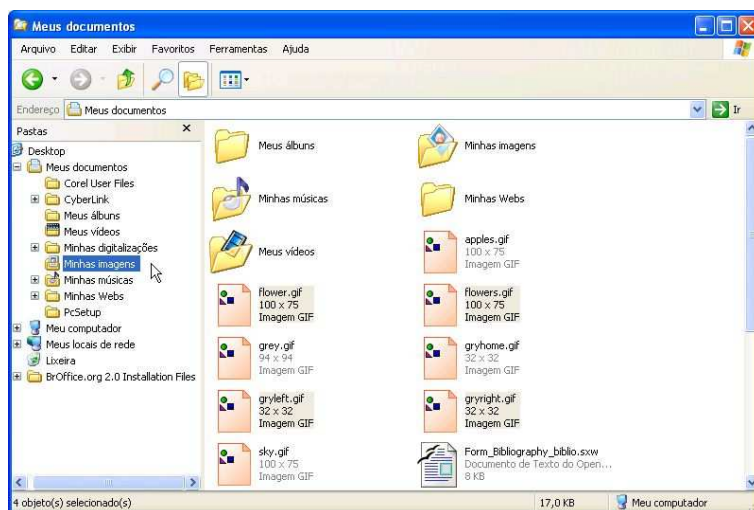 Meus documentos
Arquivo Editar Exibir Favoritos Ferramentas Ajuda
Endereço Meus documentos Ir
Pastas
Desktop
Meus documentos
Corel User Files
CyberLink
Meus álbuns
Meus vídeos
Minhas digitalizações
Minhas imagens
Minhas músicas
Minhas Webs
PcSetup
Meu computador
Meus locais de rede
Lixeira
BrOffice.org 2.0 Installation Files
Meus álbuns
Minhas imagens
Minhas músicas
Minhas Webs
Meus vídeos
apples.gif
100 x 75
Imagem GIF
flower.gif
100 x 75
Imagem GIF
flowers.gif
100 x 75
Imagem GIF
grey.gif
94 x 94
Imagem GIF
gryhome.gif
32 x 32
Imagem GIF
gryleft.gif
32 x 32
Imagem GIF
gryright.gif
32 x 32
Imagem GIF
sky.gif
100 x 75
Imagem GIF
Form_Bibliography_biblio.sxw
Documento de Texto do Open...
8 KB
4 objeto(s) selecionado(s) 17,0 KB Meu computador